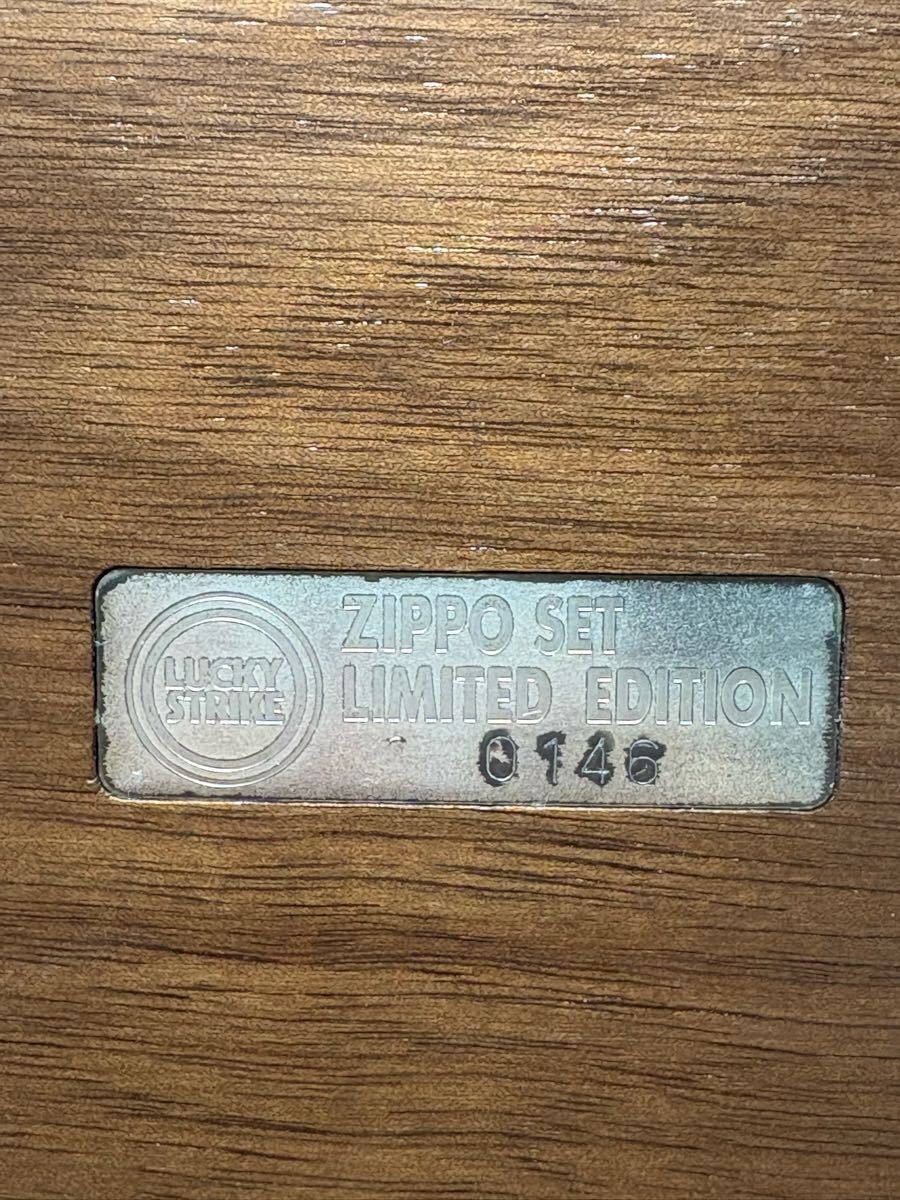 LUCKY
STRIKE
ZIPPO SET
LIMITED EDITION
0146